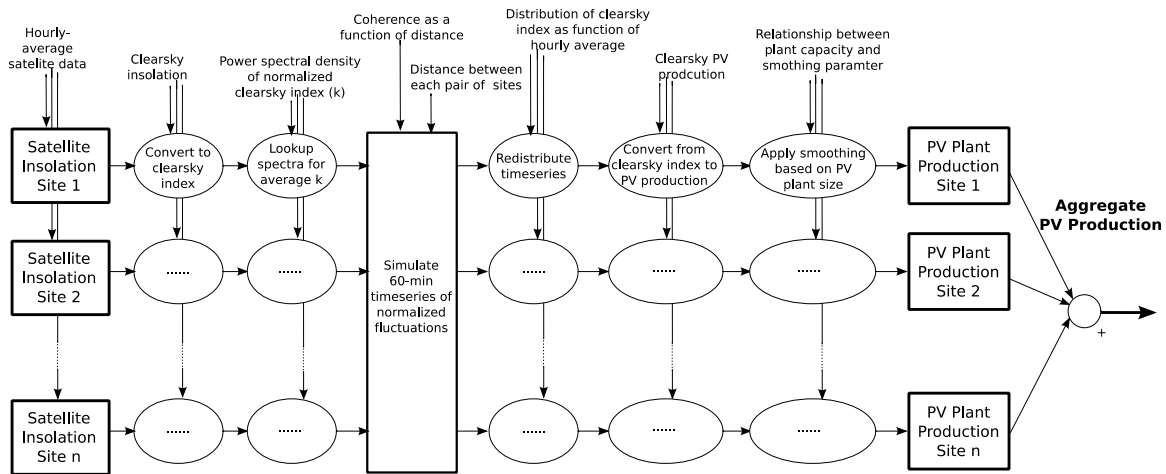 Hourly-
average
satelite data
Clearsky
insolation
Power spectral density
of normalized
clearsky index (k)
Coherence as a
function of distance
Distance between
each pair of sites
Distribution of clearsky
index as function of
hourly average
Clearsky PV
prodcution
Relationship between
plant capacity and
smothing paramter
Satellite
Insolation
Site 1
Convert to
clearsky
index
Lookup
spectra for
average k
Redistribute
timeseries
Convert from
clearsky index to
PV production
Apply smoothing
based on PV
plant size
PV Plant
Production
Site 1
Aggregate
PV Production
Satellite
Insolation
Site 2
......
......
Simulate
60-min
timeseries of
normalized
fluctuations
......
......
......
PV Plant
Production
Site 2
+
Satellite
Insolation
Site n
......
......
......
......
......
PV Plant
Production
Site n